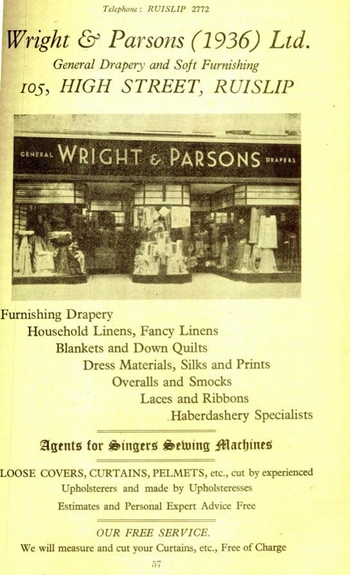 Telephone: RUISLIP 2772
Wright & Parsons (1936) Ltd.
General Drapery and Soft Furnishing
105, HIGH STREET, RUISLIP
GENERAL WRIGHT & PARSONS DRAPERS
Furnishing Drapery
Household Linens, Fancy Linens
Blankets and Down Quilts
Dress Materials, Silks and Prints
Overalls and Smocks
Laces and Ribbons
Haberdashery Specialists
Agents for Singers Sewing Machines
LOOSE COVERS, CURTAINS, PELMETS, etc., cut by experienced
Upholsterers and made by Upholsteresses
Estimates and Personal Expert Advice Free
OUR FREE SERVICE.
We will measure and cut your Curtains, etc., Free of Charge
57